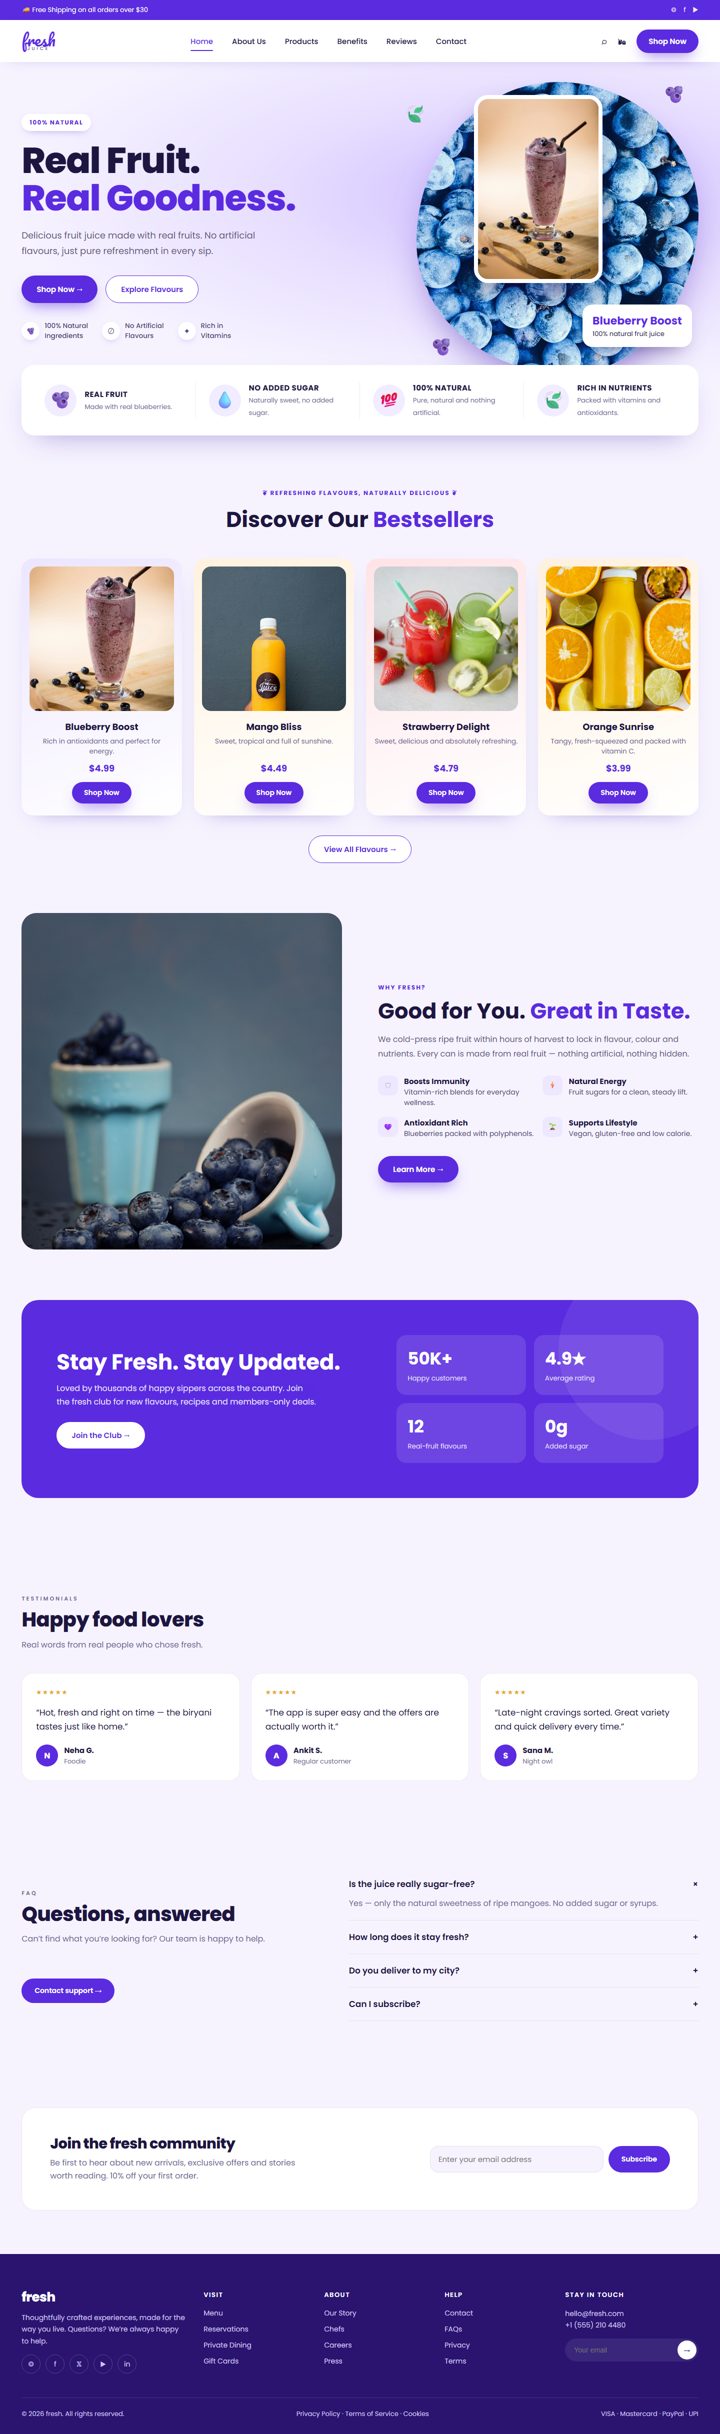 🚚 Free Shipping on all orders over $30
fresh
JUICE
Home
About Us
Products
Benefits
Reviews
Contact
Shop Now
100% NATURAL
Real Fruit.
Real Goodness.
Delicious fruit juice made with real fruits. No artificial
flavours, just pure refreshment in every sip.
Shop Now →
Explore Flavours
100% Natural
Ingredients
No Artificial
Flavours
Rich in
Vitamins
Blueberry Boost
100% natural fruit juice
REAL FRUIT
Made with real blueberries.
NO ADDED SUGAR
Naturally sweet, no added
sugar.
100
100% NATURAL
Pure, natural and nothing
artificial.
RICH IN NUTRIENTS
Packed with vitamins and
antioxidants.
❦ REFRESHING FLAVOURS, NATURALLY DELICIOUS ❦
Discover Our Bestsellers
Juice
Blueberry Boost
Rich in antioxidants and perfect for
energy.
$4.99
Shop Now
Mango Bliss
Sweet, tropical and full of sunshine.
$4.49
Shop Now
Strawberry Delight
Sweet, delicious and absolutely refreshing.
$4.79
Shop Now
Orange Sunrise
Tangy, fresh-squeezed and packed with
vitamin C.
$3.99
Shop Now
View All Flavours →
WHY FRESH?
Good for You. Great in Taste.
We cold-press ripe fruit within hours of harvest to lock in flavour, colour and
nutrients. Every can is made from real fruit — nothing artificial, nothing hidden.
Boosts Immunity
Vitamin-rich blends for everyday
wellness.
Natural Energy
Fruit sugars for a clean, steady lift.
Antioxidant Rich
Blueberries packed with polyphenols.
Supports Lifestyle
Vegan, gluten-free and low calorie.
Learn More →
Stay Fresh. Stay Updated.
Loved by thousands of happy sippers across the country. Join
the fresh club for new flavours, recipes and members-only deals.
Join the Club →
50K+
Happy customers
4.9★
Average rating
12
Real-fruit flavours
0g
Added sugar
TESTIMONIALS
Happy food lovers
Real words from real people who chose fresh.
★★★★★
“Hot, fresh and right on time — the biryani
tastes just like home.”
N
Neha G.
Foodie
★★★★★
“The app is super easy and the offers are
actually worth it.”
A
Ankit S.
Regular customer
★★★★★
“Late-night cravings sorted. Great variety
and quick delivery every time.”
S
Sana M.
Night owl
FAQ
Questions, answered
Can't find what you're looking for? Our team is happy to help.
Contact support →
Is the juice really sugar-free?
Yes — only the natural sweetness of ripe mangoes. No added sugar or syrups.
How long does it stay fresh?
+
Do you deliver to my city?
+
Can I subscribe?
+
Join the fresh community
Be first to hear about new arrivals, exclusive offers and stories
worth reading. 10% off your first order.
Enter your email address
Subscribe
fresh
Thoughtfully crafted experiences, made for the
way you live. Questions? We're always happy
to help.
f
X
in
VISIT
Menu
Reservations
Private Dining
Gift Cards
ABOUT
Our Story
Chefs
Careers
Press
HELP
Contact
FAQs
Privacy
Terms
STAY IN TOUCH
hello@fresh.com
+1 (555) 210 4480
Your email
→
© 2026 fresh. All rights reserved.
Privacy Policy · Terms of Service · Cookies
VISA · Mastercard · PayPal · UPI